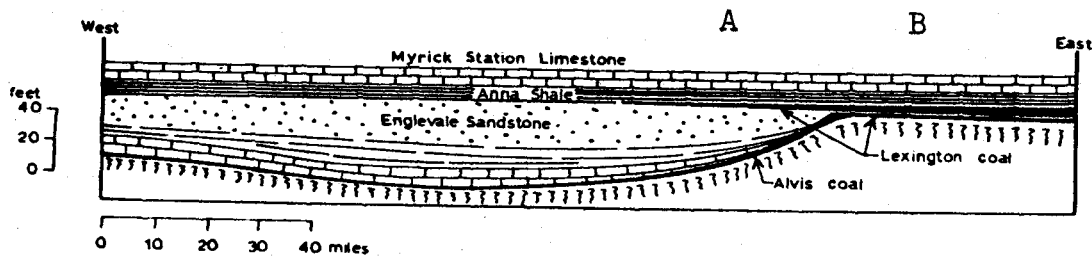 A B
West
East
Myrick Station Limestone
Anna Shale
feet
40
20
0
Englevale Sandstone
Lexington coal
Alvis coal
0 10 20 30 40 miles